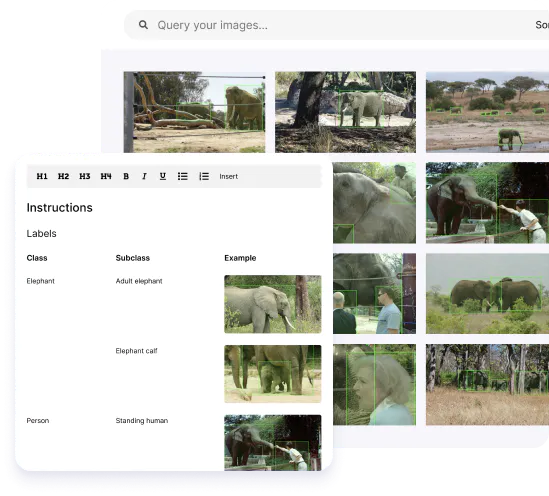 Query your images...
So
H1 H2 H3 H4 B I U Insert
Instructions
Labels
Class Subclass Example
Elephant Adult elephant
Elephant calf
Person Standing human